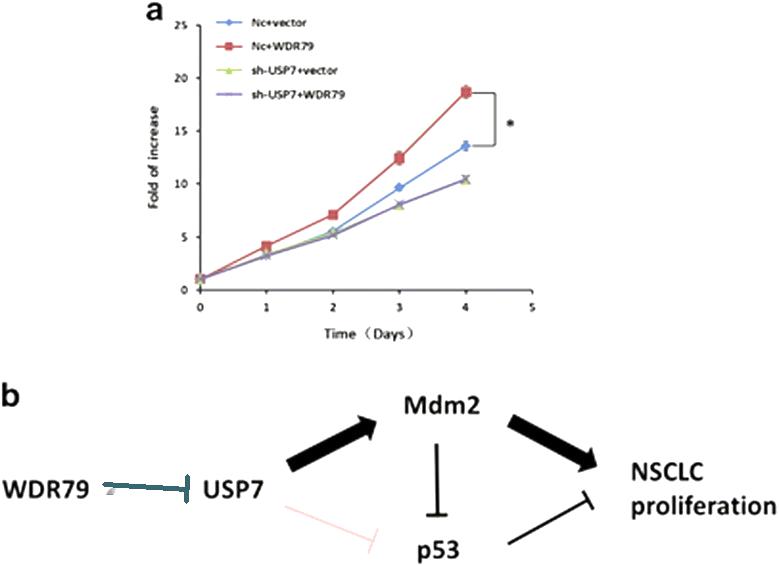 a
25
20
15
10
5
0
Fold of increase
Nc+vector
Nc+WDR79
sh-USP7+vector
sh-USP7+WDR79
*
0 1 2 3 4 5
Time（Days）
b
Mdm2
WDR79 USP7
NSCLC
proliferation
p53